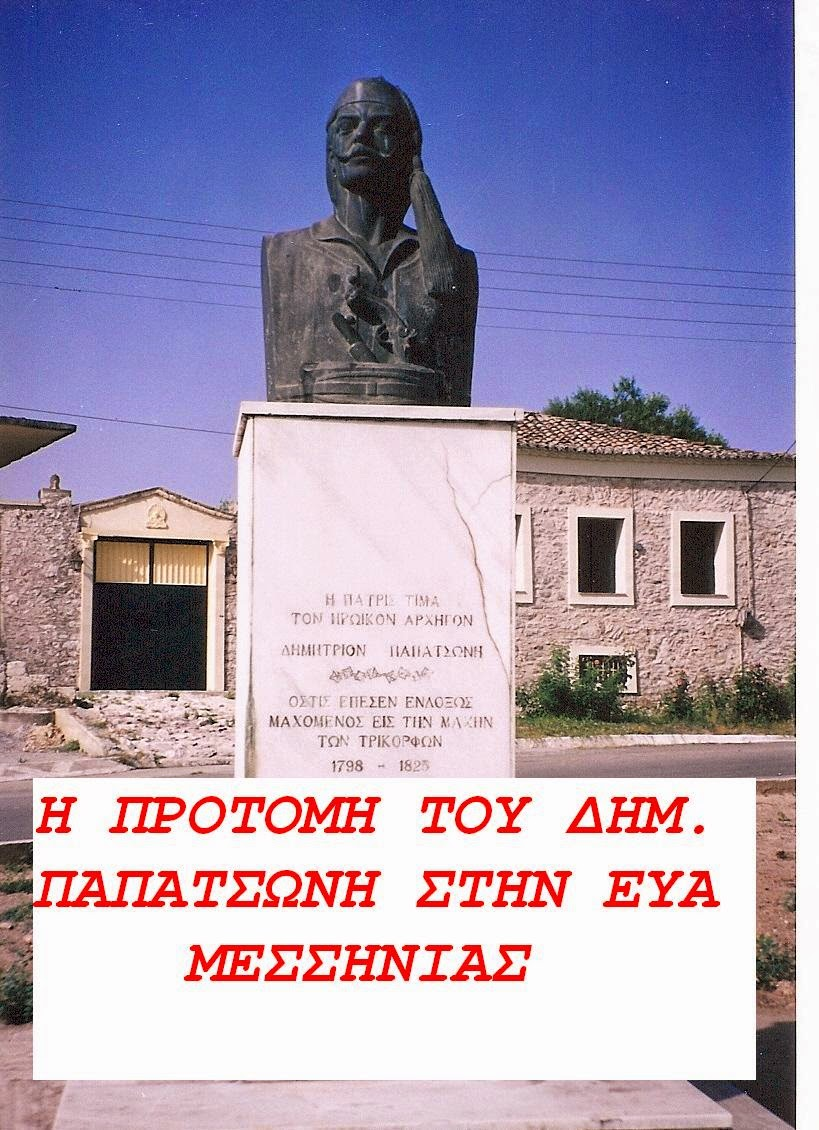 Η ΠΑΤΡΙΣ ΤΙΜΑ
ΤΟΝ ΗΡΩΙΚΟΝ ΑΡΧΗΓΟΝ
ΔΗΜΗΤΡΙΟΝ ΠΑΠΑΤΣΩΝΗ
ΟΣΤΙΣ ΕΠΕΣΕΝ ΕΝΔΟΞΩΣ
ΜΑΧΟΜΕΝΟΣ ΕΙΣ ΤΗΝ ΜΑΧΗΝ
ΤΩΝ ΤΡΙΚΟΡΦΩΝ
1798 - 1825
Η ΠΡΟΤΟΜΗ ΤΟΥ ΔΗΜ.
ΠΑΠΑΤΣΩΝΗ ΣΤΗΝ ΕΥΑ
ΜΕΣΣΗΝΙΑΣ